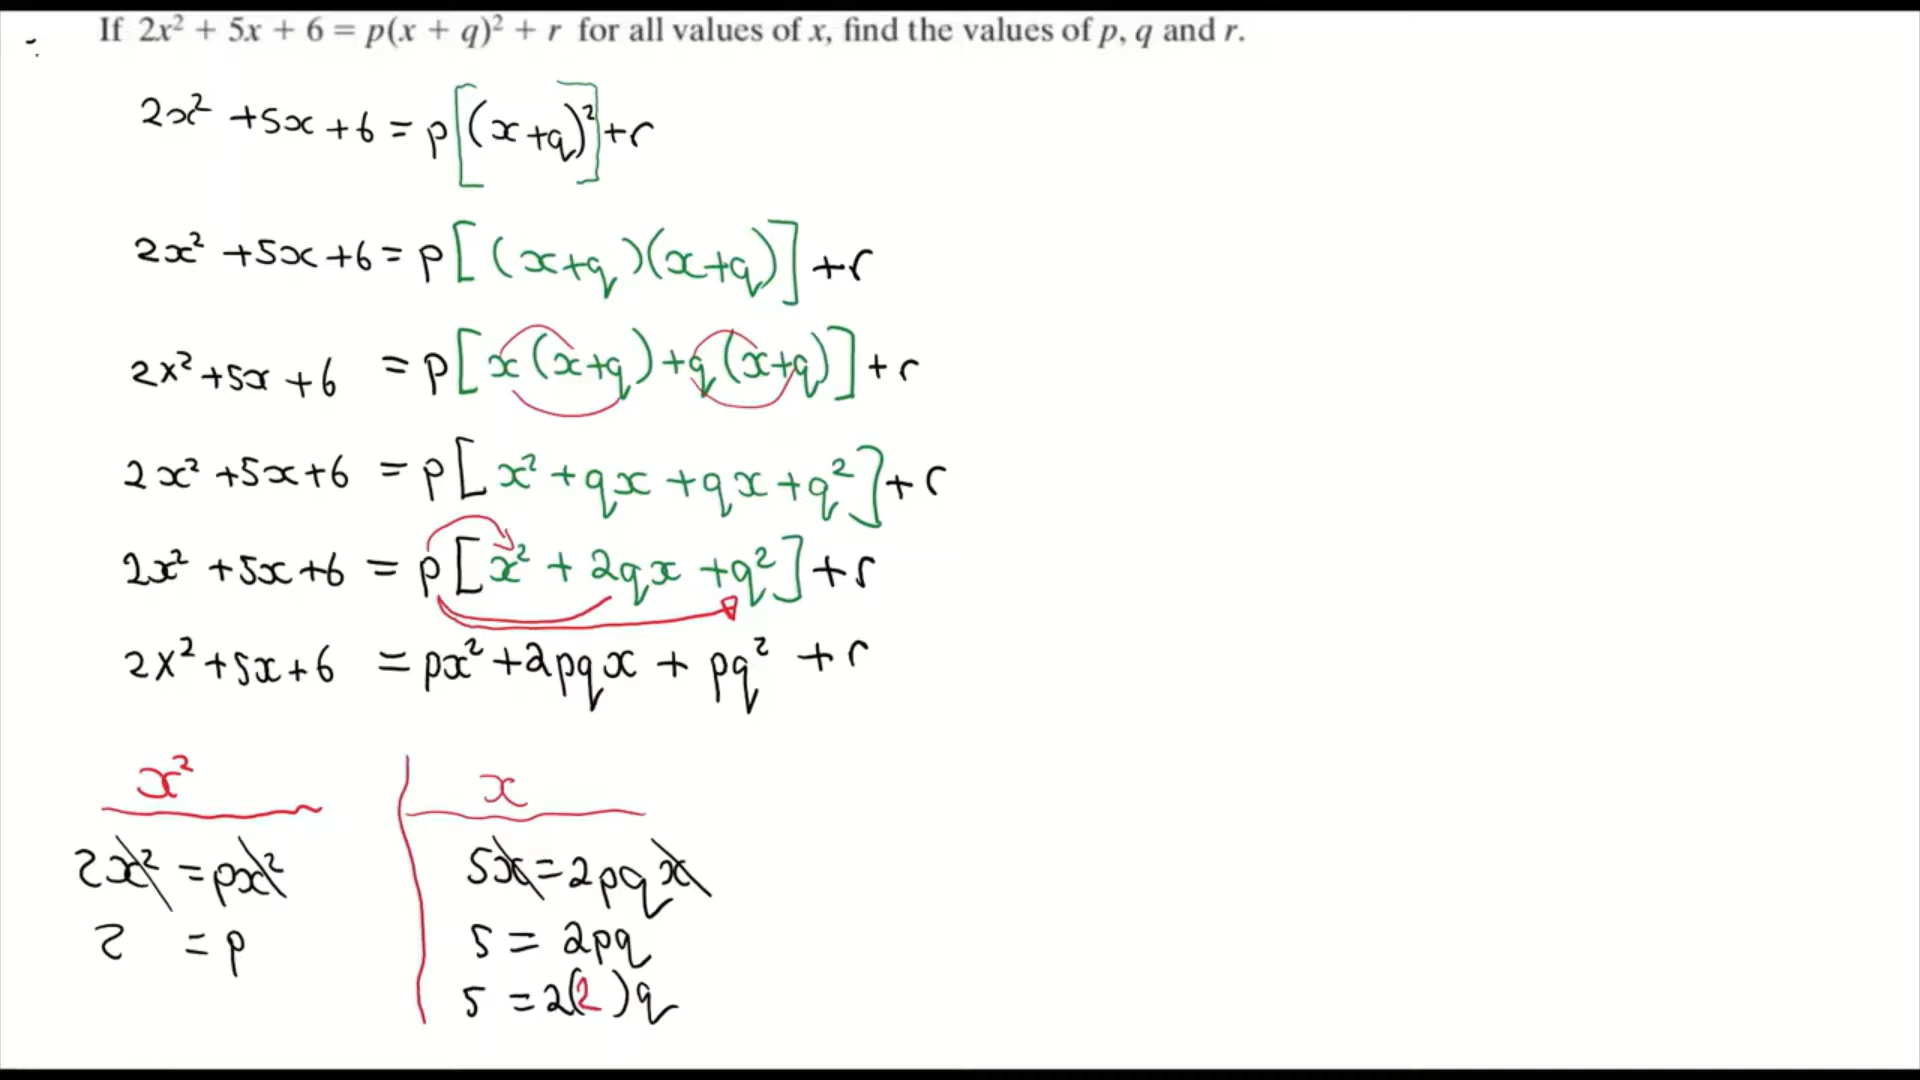 If 2x² + 5x + 6 = p(x + q)² + r for all values of x, find the values of p, q and r.
2x² +5x +6 = p[(x+q)²]+r
2x² +5x +6 = p[(x+q)(x+q)] +r
2x² +5x +6 = p[x(x+q)+q(x+q)] +r
2x² +5x+6 = p[x² +qx +qx +q²]+r
2x² +5x+6 = p[x² + 2qx +q²] +r
2x² +5x+6 = px² +2pqx + pq² +r
x²
x
2x² = px²
5x = 2pqx
2 = p
5 = 2pq
5 = 2(2)q